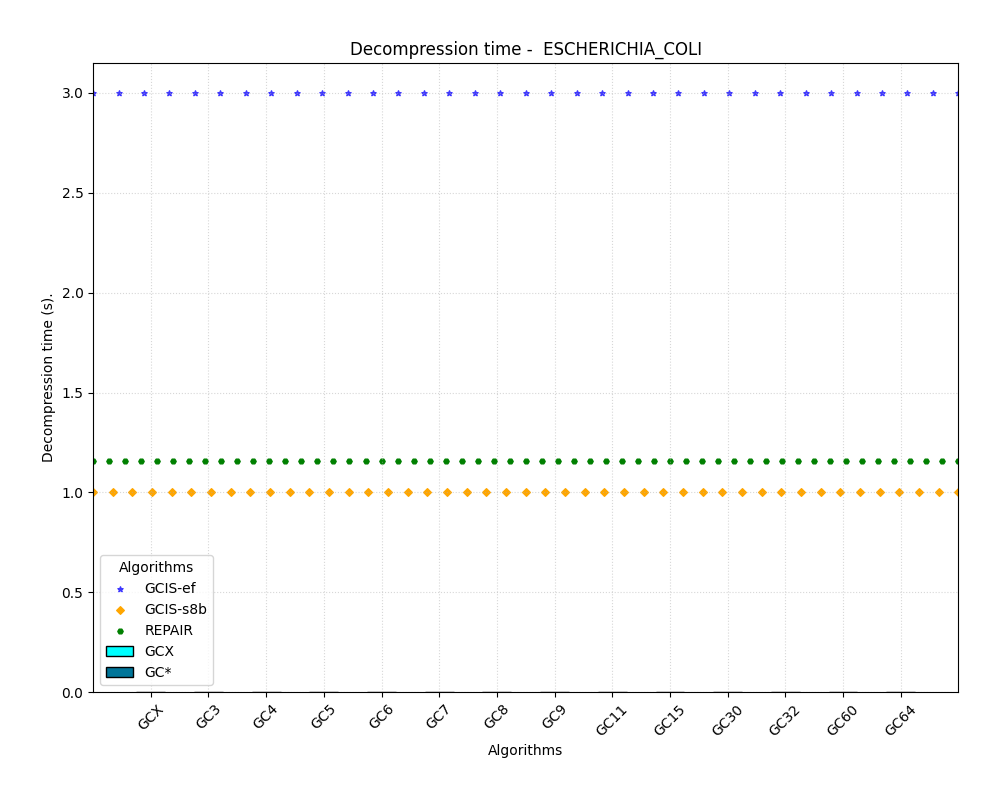 Decompression time -  ESCHERICHIA_COLI
3.0
2.5
2.0
1.5
1.0
0.5
0.0
Decompression time (s).
Algorithms
GCIS-ef
GCIS-s8b
REPAIR
GCX
GC*
GCX
GC3
GC4
GC5
GC6
GC7
GC8
GC9
GC11
GC15
GC30
GC32
GC60
GC64
Algorithms